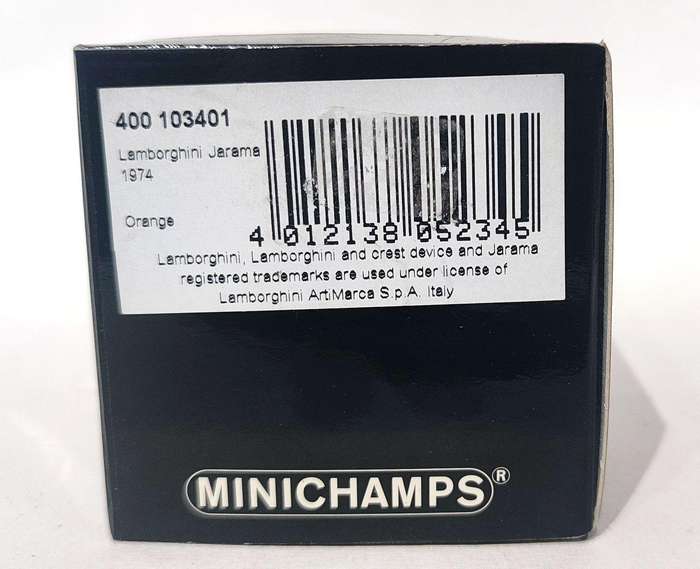 400 103401
Lamborghini Jarama
1974
Orange
4 012138 052345
Lamborghini, Lamborghini and crest device and Jarama
registered trademarks are used under license of
Lamborghini ArtiMarca S.p.A. Italy
MINICHAMPS®